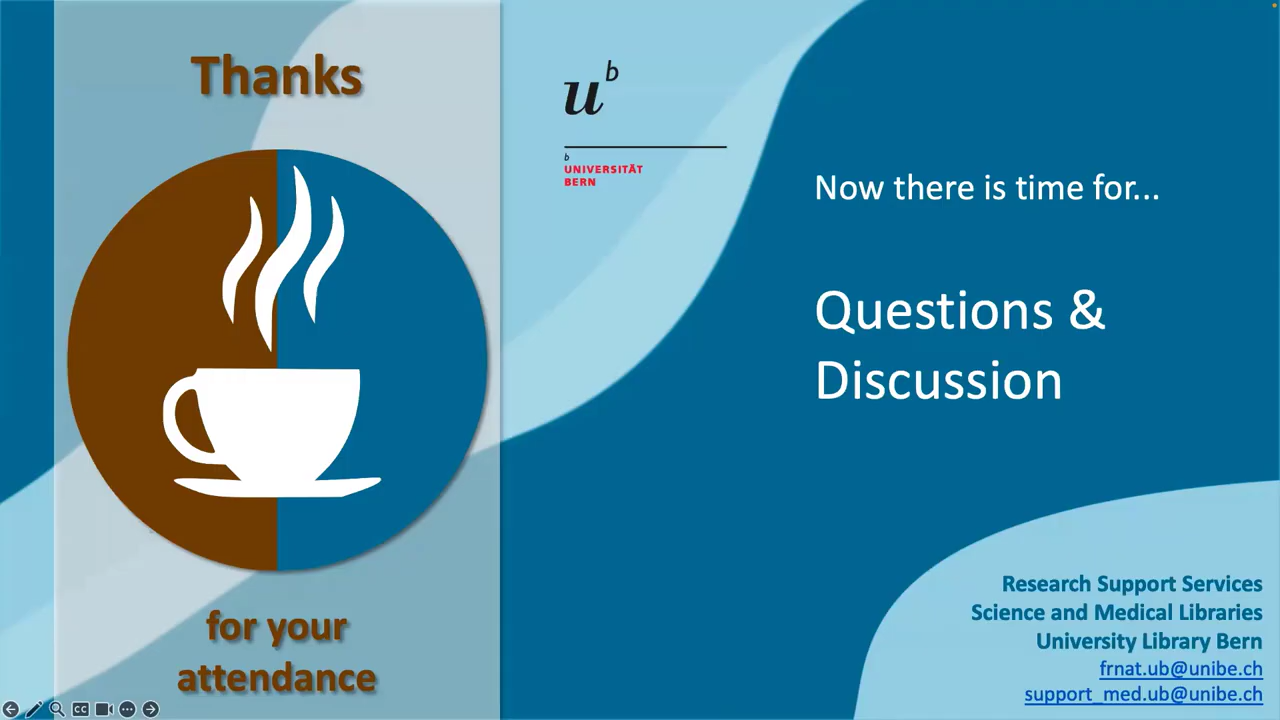 Thanks
for your
attendance
u b
b
UNIVERSITÄT
BERN
Now there is time for...
Questions &
Discussion
Research Support Services
Science and Medical Libraries
University Library Bern
frnat.ub@unibe.ch
support_med.ub@unibe.ch
CC